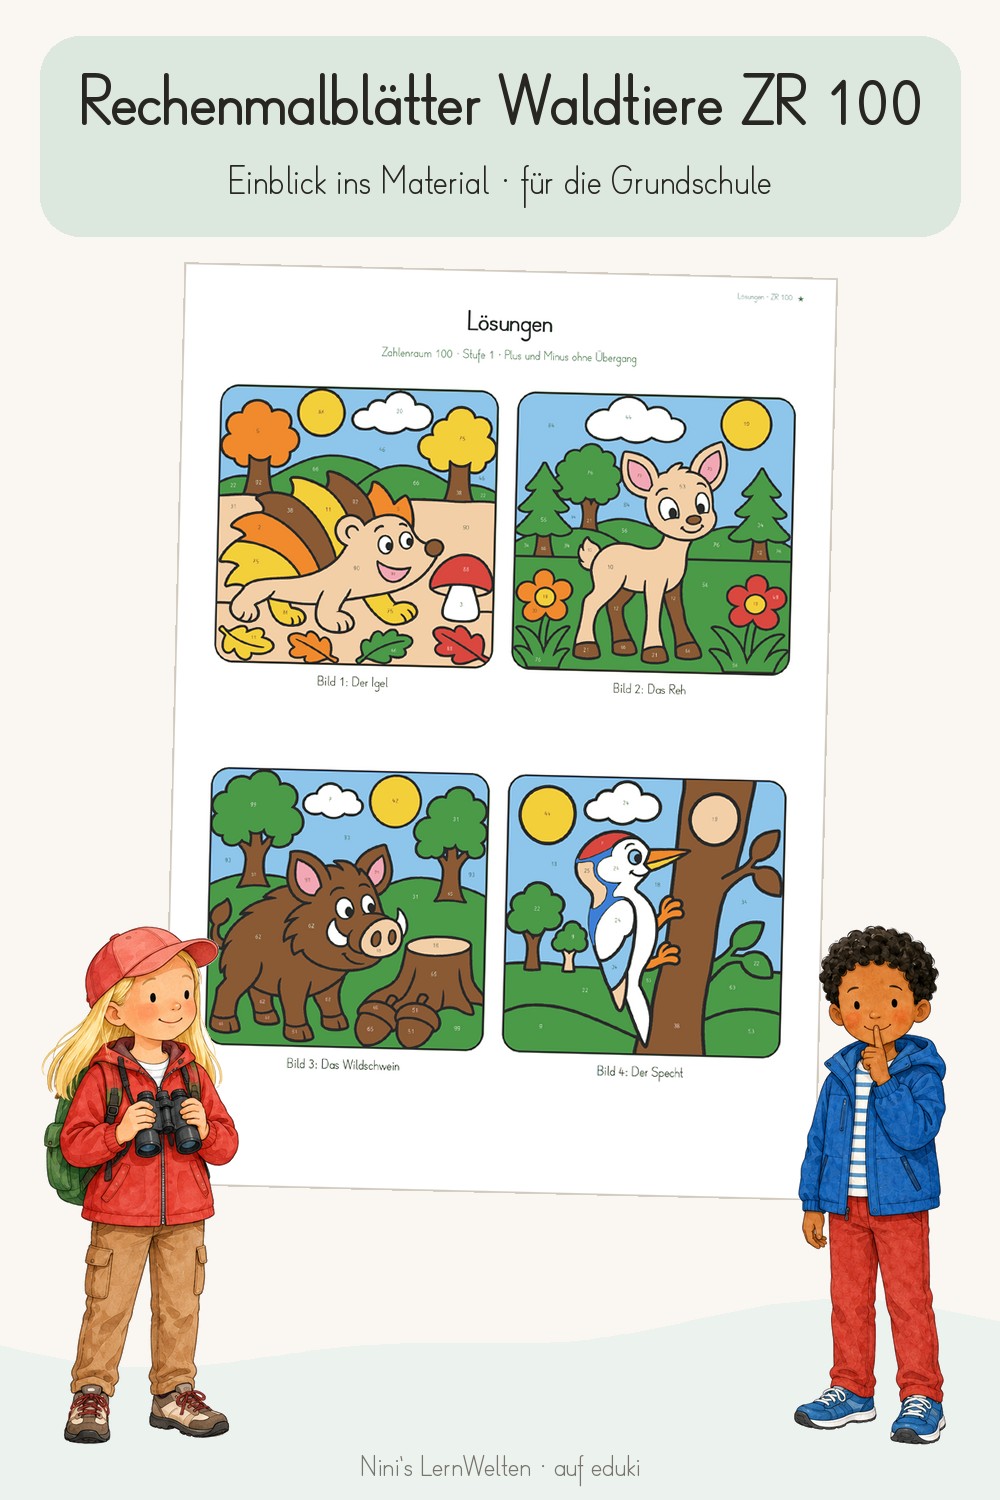 Rechenmalblätter Waldtiere ZR 100
Einblick ins Material · für die Grundschule
Lösungen · ZR 100 ★
Lösungen
Zahlenraum 100 · Stufe 1 · Plus und Minus ohne Übergang
Bild 1: Der Igel
Bild 2: Das Reh
Bild 3: Das Wildschwein
Bild 4: Der Specht
Nini's LernWelten · auf eduki